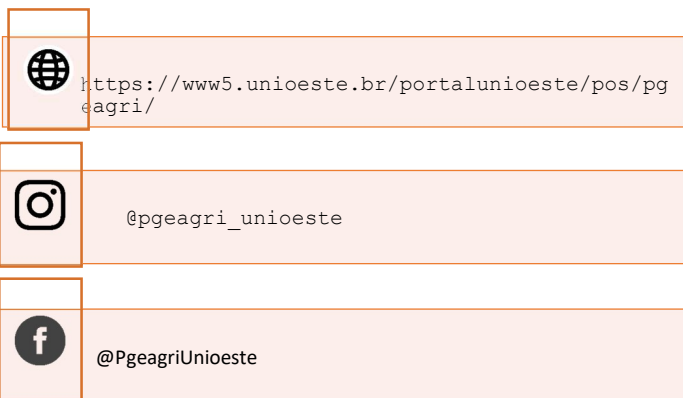 https://www5.unioeste.br/portalunioeste/pos/pg
eagri/
@pgeagri_unioeste
@PgeagriUnioeste